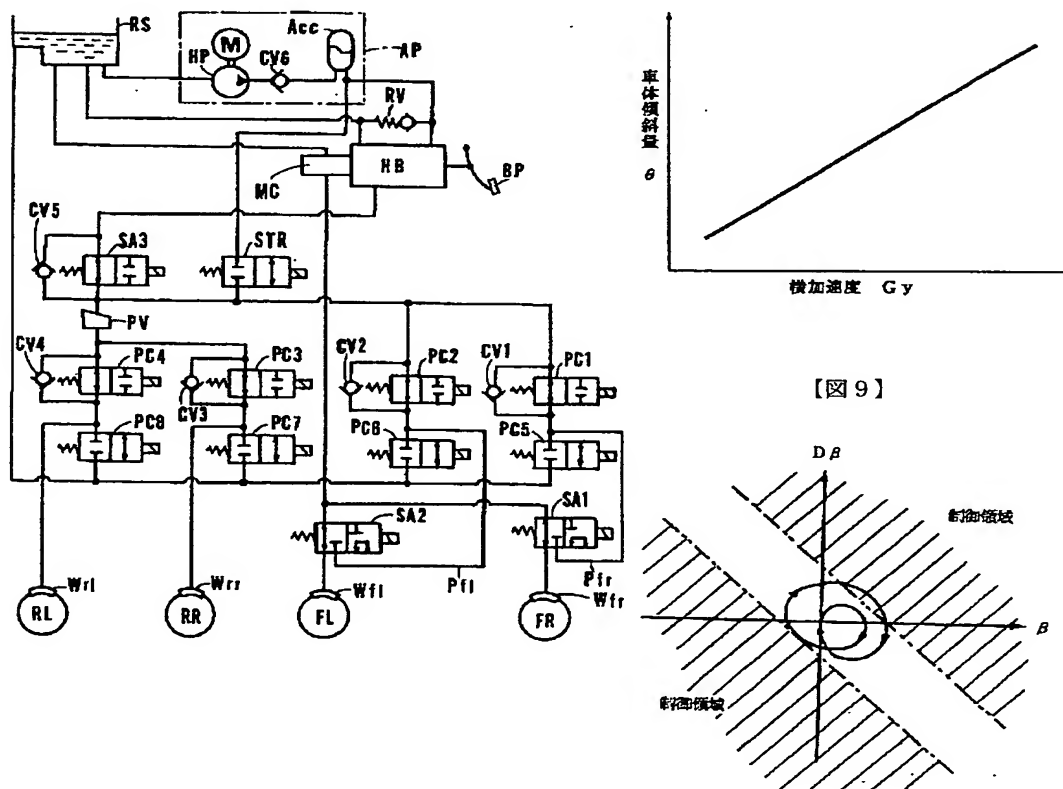 RS
M
Acc
AP
HP
CV6
RV
HB
MC
BP
CV5
SA3
STR
PV
CV4
PC4
PC3
CV3
CV2
PC2
CV1
PC1
PC8
PC7
PC6
PC5
SA2
SA1
Pfl
Pfr
Wrl
Wrr
Wfl
Wfr
RL
RR
FL
FR
車体傾斜量 θ
横加速度 Gy
【図9】
Dβ
制御領域
β
制御領域